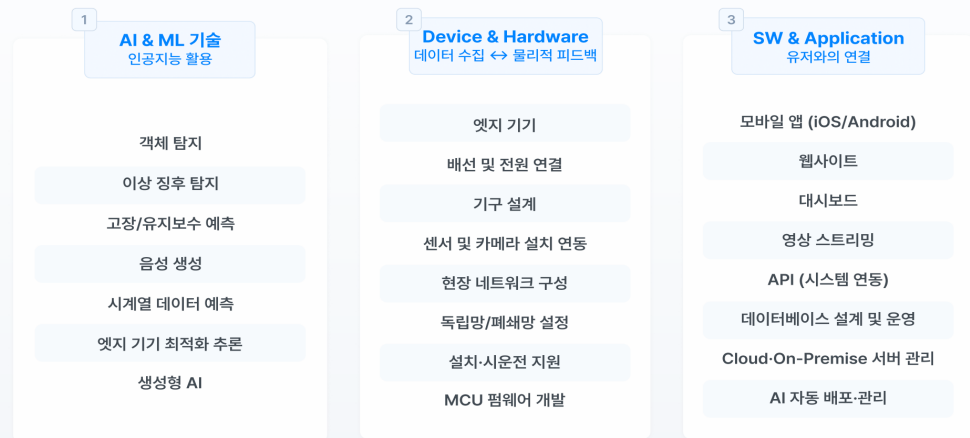 1
AI & ML 기술
인공지능 활용
객체 탐지
이상 징후 탐지
고장/유지보수 예측
음성 생성
시계열 데이터 예측
엣지 기기 최적화 추론
생성형 AI
2
Device & Hardware
데이터 수집 ↔ 물리적 피드백
엣지 기기
배선 및 전원 연결
기구 설계
센서 및 카메라 설치 연동
현장 네트워크 구성
독립망/폐쇄망 설정
설치·시운전 지원
MCU 펌웨어 개발
3
SW & Application
유저와의 연결
모바일 앱 (iOS/Android)
웹사이트
대시보드
영상 스트리밍
API (시스템 연동)
데이터베이스 설계 및 운영
Cloud·On-Premise 서버 관리
AI 자동 배포·관리